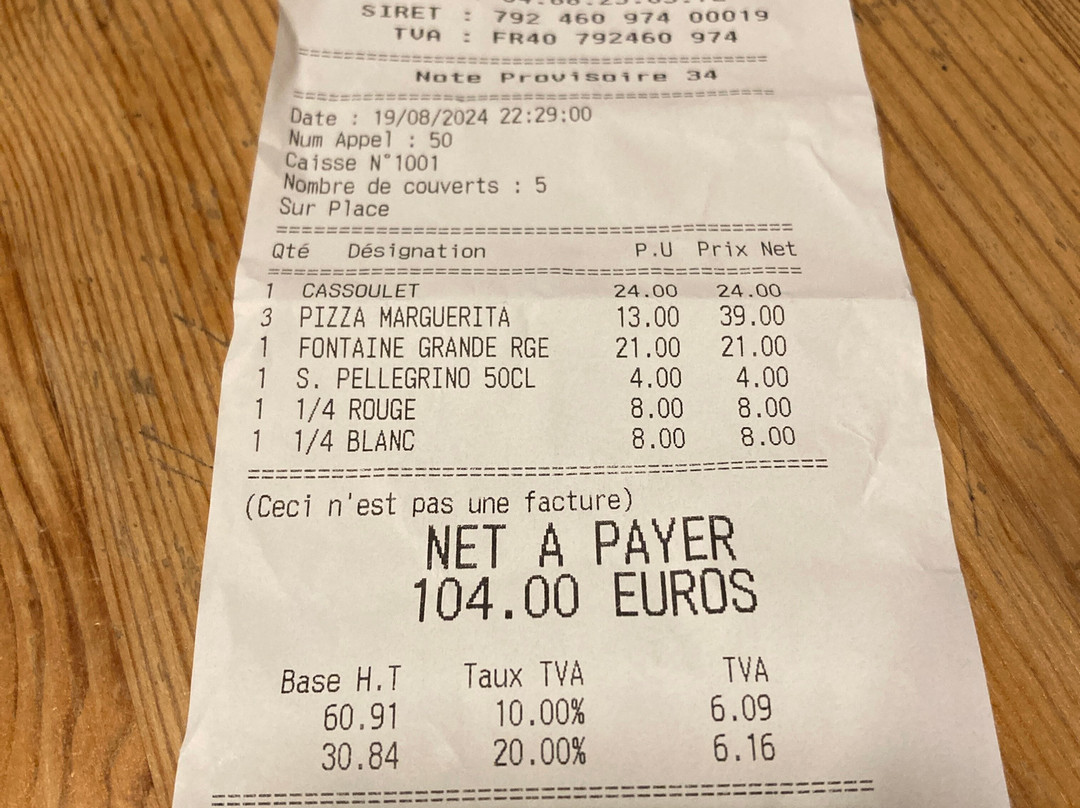 SIRET : 792 460 974 00019
TVA : FR40 792460 974
================================================
Note Provisoire 34
================================================
Date : 19/08/2024 22:29:00
Num Appel : 50
Caisse N°1001
Nombre de couverts : 5
Sur Place
================================================
Qté Désignation P.U Prix Net
================================================
1 CASSOULET 24.00 24.00
3 PIZZA MARGUERITA 13.00 39.00
1 FONTAINE GRANDE RGE 21.00 21.00
1 S. PELLEGRINO 50CL 4.00 4.00
1 1/4 ROUGE 8.00 8.00
1 1/4 BLANC 8.00 8.00
================================================
(Ceci n'est pas une facture)
NET A PAYER
104.00 EUROS
Base H.T Taux TVA TVA
60.91 10.00% 6.09
30.84 20.00% 6.16
================================================